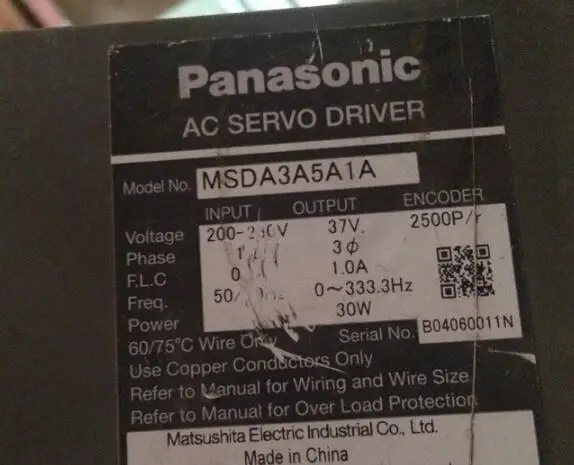 Panasonic
AC SERVO DRIVER
Model No. MSDA3A5A1A
INPUT OUTPUT ENCODER
Voltage 37V. 2500P/r
Phase 3ϕ
F.L.C 1.0A
Freq. 0~333.3Hz
Power 30W
60/75°C Wire Only Serial No. B04060011N
Use Copper Conductors Only
Refer to Manual for Wiring and Wire Size
Refer to Manual for Over Load Protection
Matsushita Electric Industrial Co., Ltd.
Made in China